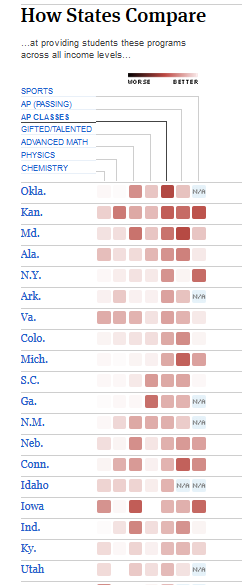 How States Compare
...at providing students these programs
across all income levels...
WORSE BETTER
SPORTS
AP (PASSING)
AP CLASSES
GIFTED/TALENTED
ADVANCED MATH
PHYSICS
CHEMISTRY
Okla. N/A
Kan.
Md.
Ala.
N.Y.
Ark. N/A
Va.
Colo.
Mich.
S.C.
Ga. N/A
N.M. N/A
Neb.
Conn.
Idaho N/A N/A
Iowa
Ind.
Ky.
Utah N/A